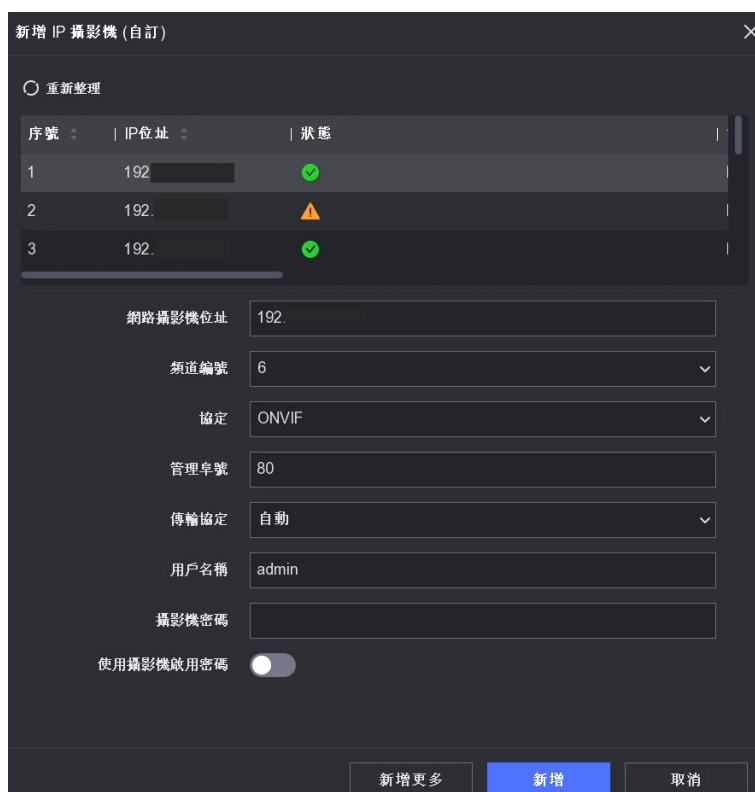 新增 IP 攝影機 (自訂)
重新整理
序號 | IP位址 | 狀態 |
1 192
2 192.
3 192.
網路攝影機位址 192.
頻道編號 6
協定 ONVIF
管理阜號 80
傳輸協定 自動
用戶名稱 admin
攝影機密碼
使用攝影機啟用密碼
新增更多 新增 取消